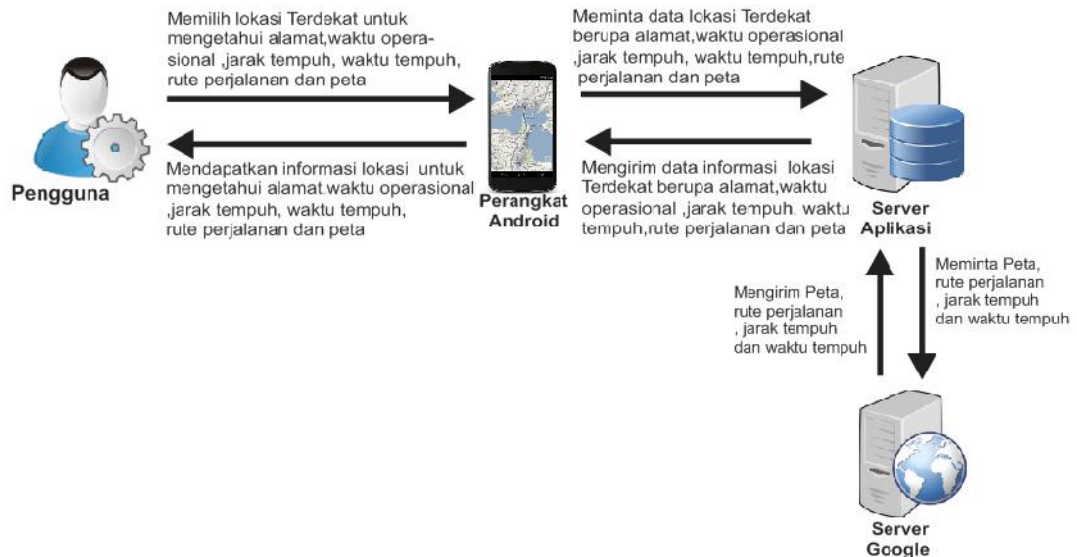 Memilih lokasi Terdekat untuk
mengetahui alamat,waktu opera-
sional ,jarak tempuh, waktu tempuh,
rute perjalanan dan peta
Meminta data lokasi Terdekat
berupa alamat,waktu operasional
,jarak tempuh, waktu tempuh,rute
perjalanan dan peta
Pengguna
Mendapatkan informasi lokasi untuk
mengetahui alamat,waktu operasional
,jarak tempuh, waktu tempuh,
rute perjalanan dan peta
Perangkat
Android
Mengirim data informasi lokasi
Terdekat berupa alamat,waktu
operasional ,jarak tempuh, waktu
tempuh,rute perjalanan dan peta
Server
Aplikasi
Mengirim Peta,
rute perjalanan
, jarak tempuh
dan waktu tempuh
Meminta Peta,
rute perjalanan
, jarak tempuh
dan waktu tempuh
Server
Google